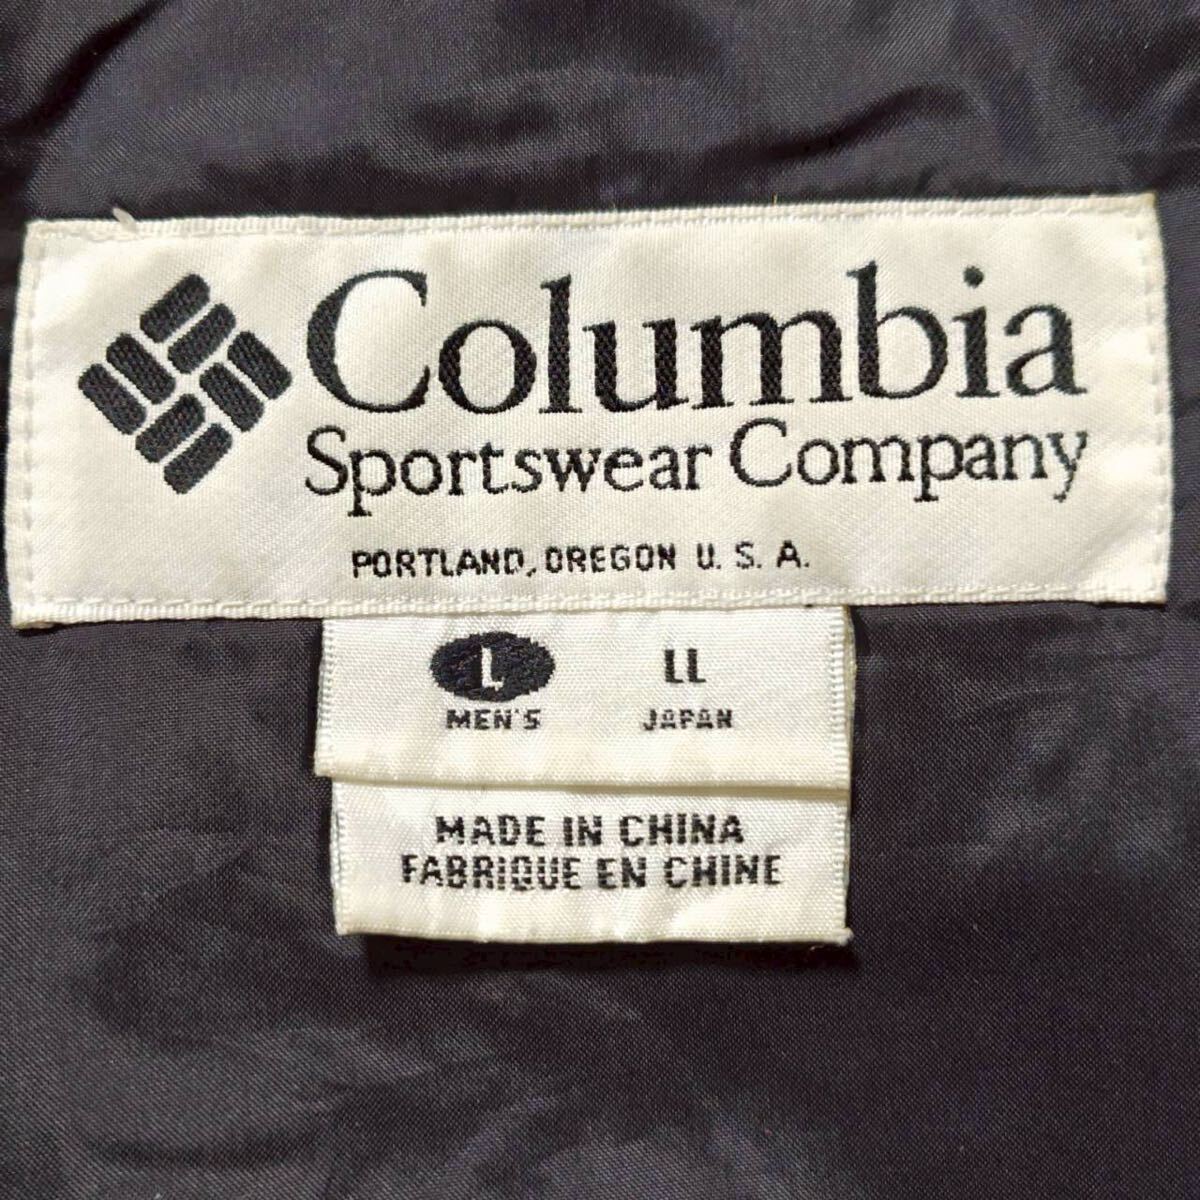 Columbia
Sportswear Company
PORTLAND, OREGON U. S. A.
L LL
MEN'S JAPAN
MADE IN CHINA
FABRIQUE EN CHINE